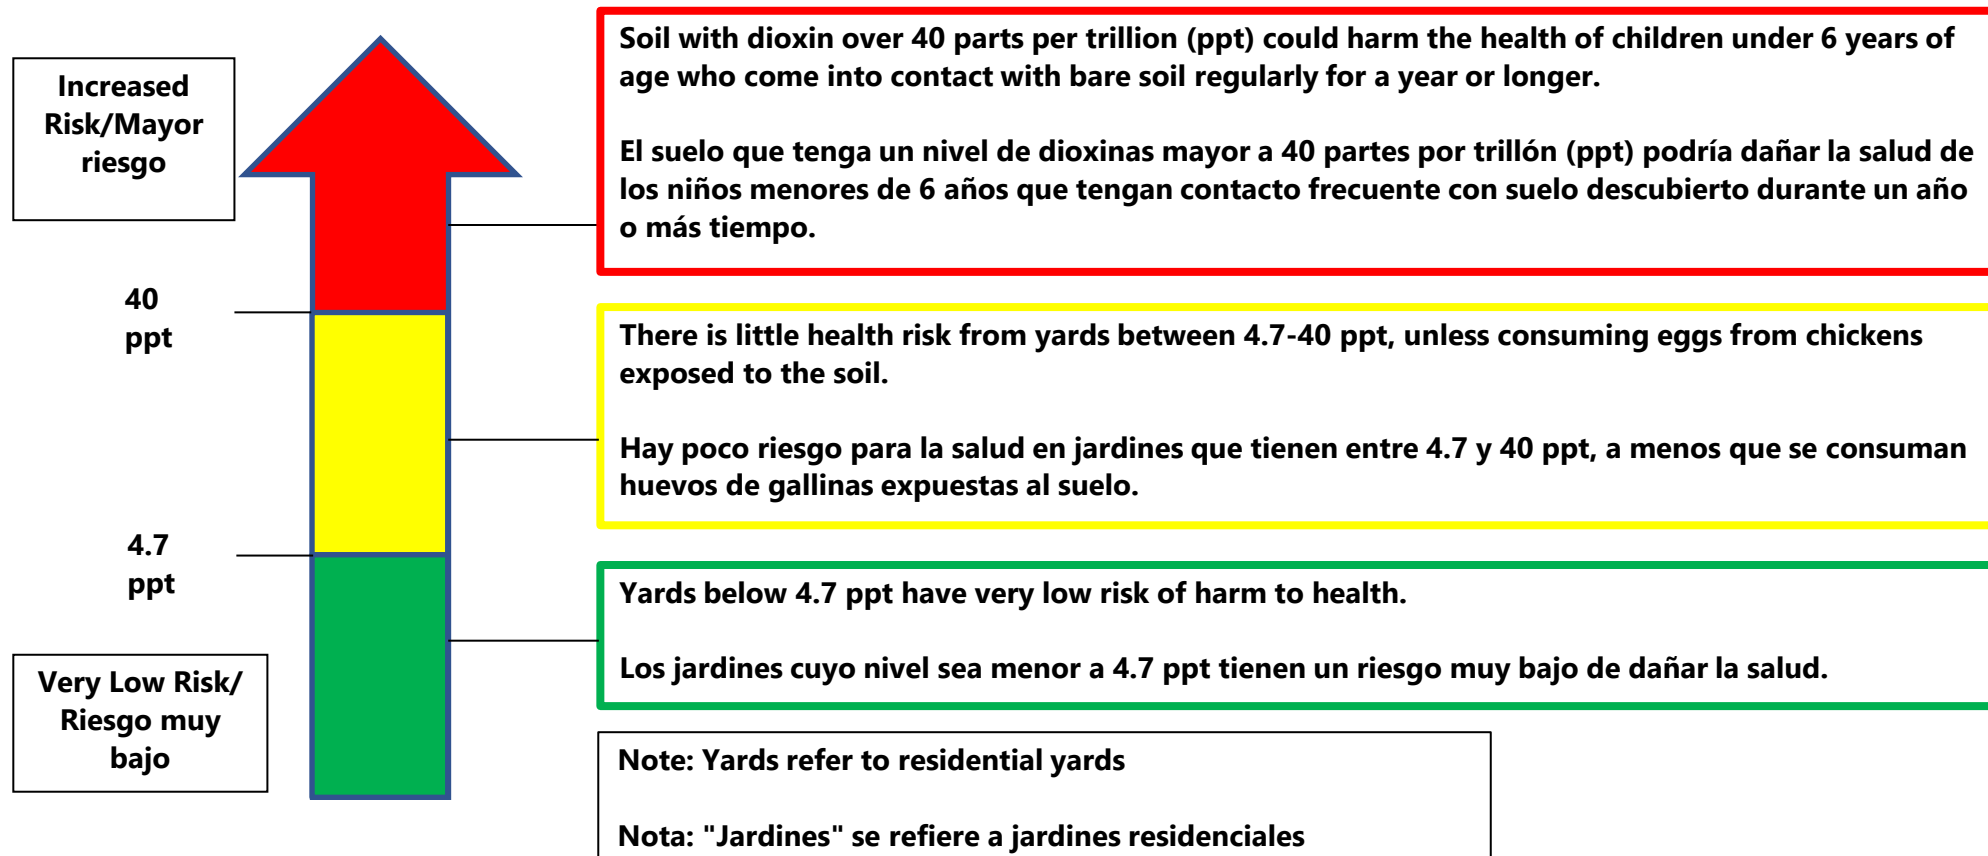 Increased
Risk/Mayor
riesgo
Soil with dioxin over 40 parts per trillion (ppt) could harm the health of children under 6 years of
age who come into contact with bare soil regularly for a year or longer.
El suelo que tenga un nivel de dioxinas mayor a 40 partes por trillón (ppt) podría dañar la salud de
los niños menores de 6 años que tengan contacto frecuente con suelo descubierto durante un año
o más tiempo.
40
ppt
There is little health risk from yards between 4.7-40 ppt, unless consuming eggs from chickens
exposed to the soil.
Hay poco riesgo para la salud en jardines que tienen entre 4.7 y 40 ppt, a menos que se consuman
huevos de gallinas expuestas al suelo.
4.7
ppt
Yards below 4.7 ppt have very low risk of harm to health.
Los jardines cuyo nivel sea menor a 4.7 ppt tienen un riesgo muy bajo de dañar la salud.
Very Low Risk/
Riesgo muy
bajo
Note: Yards refer to residential yards
Nota: "Jardines" se refiere a jardines residenciales